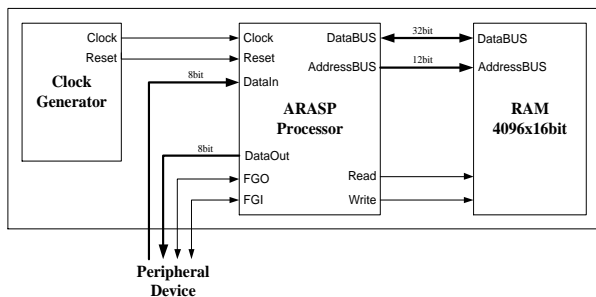 Clock
Reset
Clock
Generator
8bit
8bit
Clock
Reset
DataIn
DataBUS
AddressBUS
ARASP
Processor
DataOut
FGO
FGI
Read
Write
32bit
12bit
DataBUS
AddressBUS
RAM
4096x16bit
Peripheral
Device